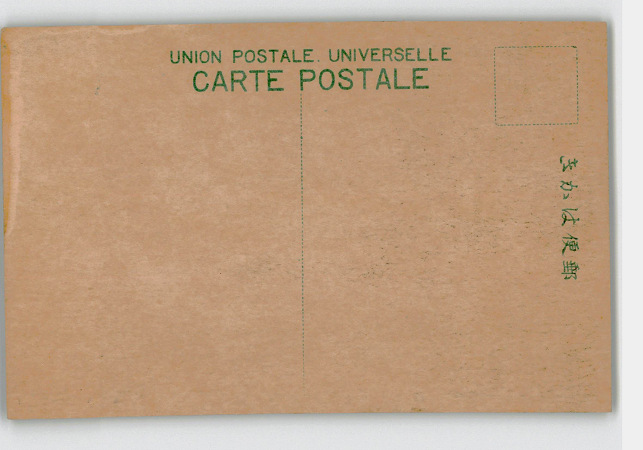 UNION POSTALE. UNIVERSELLE
CARTE POSTALE
きかは便郵